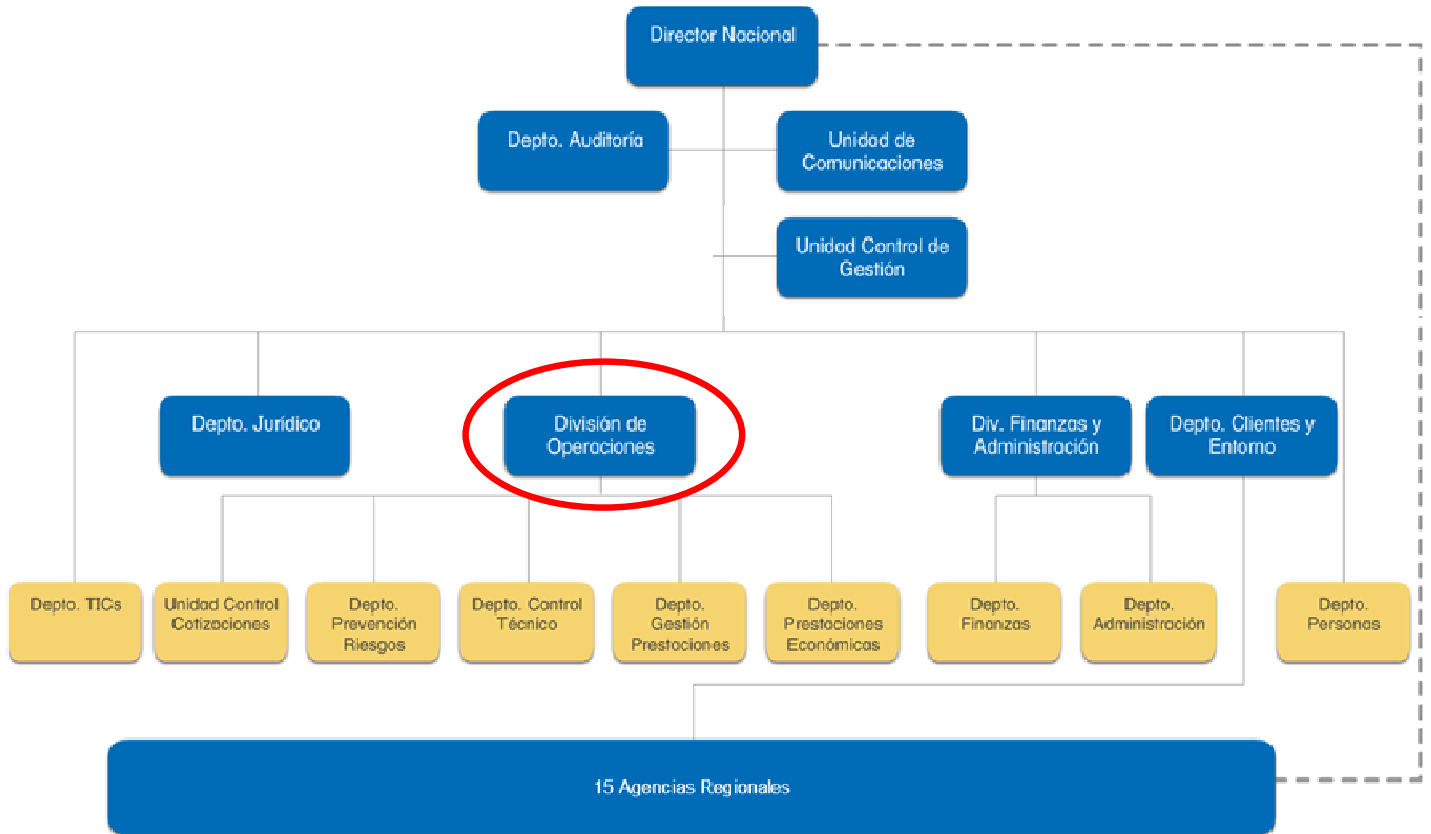 Director Nacional
Depto. Auditoría
Unidad de
Comunicaciones
Unidad Control de
Gestión
Depto. Jurídico
División de
Operaciones
Div. Finanzas y
Administración
Depto. Clientes y
Entorno
Depto. TICs
Unidad Control
Cotizaciones
Depto.
Prevención
Riesgos
Depto. Control
Técnico
Depto.
Gestión
Prestaciones
Depto.
Prestaciones
Económicas
Depto.
Finanzas
Depto.
Administración
Depto.
Personas
15 Agencias Regionales